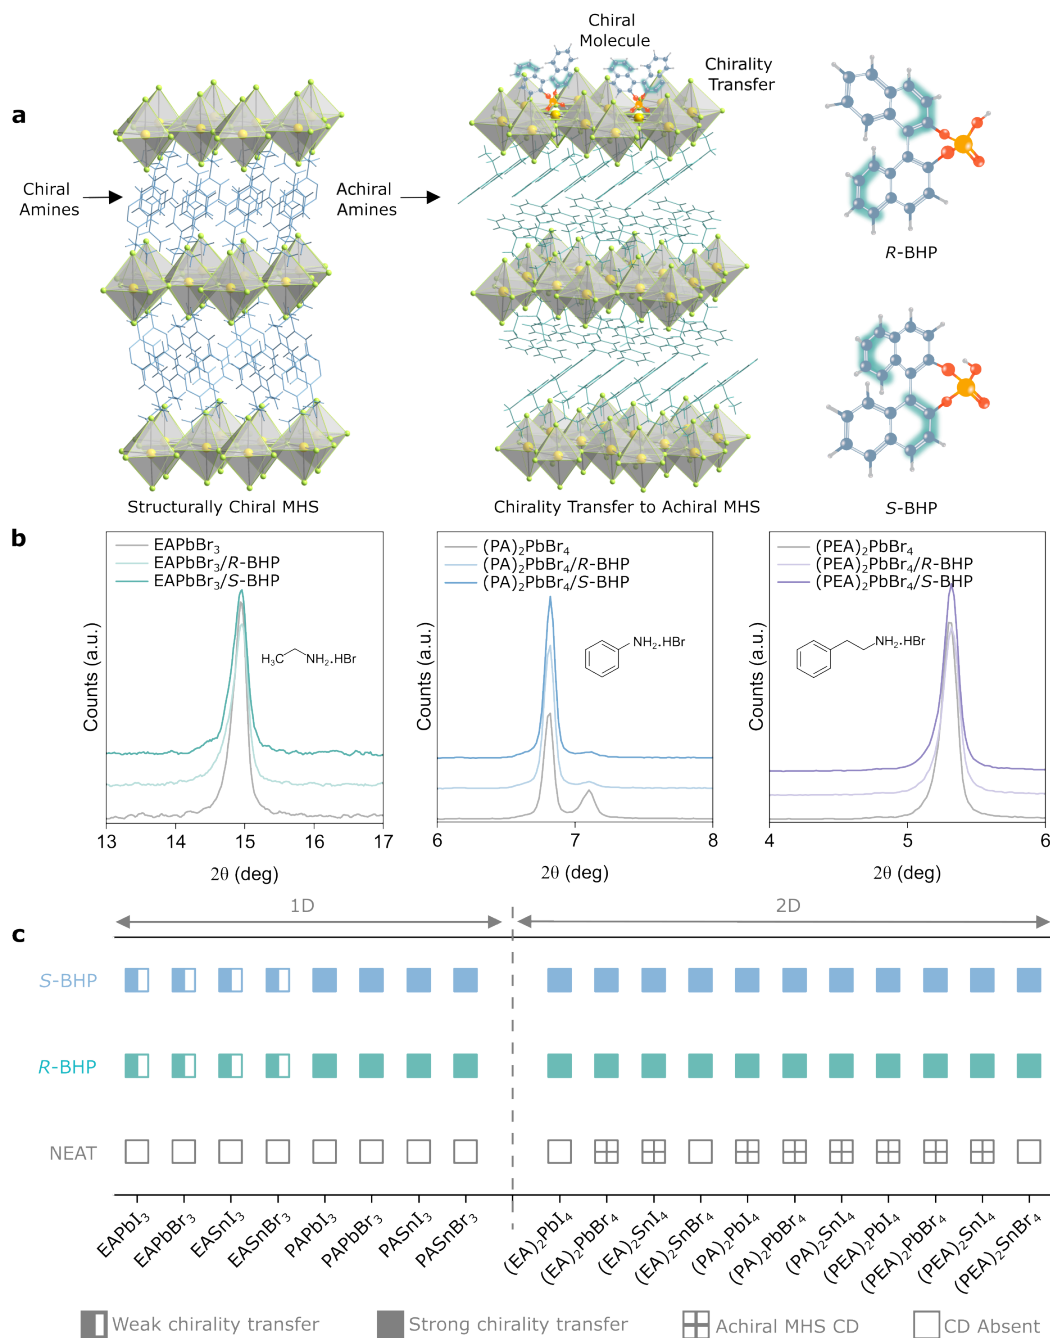 a
Chiral
Molecule
Chirality
Transfer
Chiral
Amines
Achiral
Amines
R-BHP
S-BHP
Structurally Chiral MHS
Chirality Transfer to Achiral MHS
b
EAPbBr₃
EAPbBr₃/R-BHP
EAPbBr₃/S-BHP
H₃C
NH₂.HBr
Counts (a.u.)
13 14 15 16 17
2θ (deg)
(PA)₂PbBr₄
(PA)₂PbBr₄/R-BHP
(PA)₂PbBr₄/S-BHP
NH₂.HBr
Counts (a.u.)
6 7 8
2θ (deg)
(PEA)₂PbBr₄
(PEA)₂PbBr₄/R-BHP
(PEA)₂PbBr₄/S-BHP
NH₂.HBr
Counts (a.u.)
4 5 6
2θ (deg)
1D 2D
c
S-BHP
R-BHP
NEAT
EAPbI₃
EAPbBr₃
EASnI₃
EASnBr₃
PAPbI₃
PAPbBr₃
PASnI₃
PASnBr₃
(EA)₂PbI₄
(EA)₂PbBr₄
(EA)₂SnI₄
(EA)₂SnBr₄
(PA)₂PbI₄
(PA)₂PbBr₄
(PA)₂SnI₄
(PEA)₂PbI₄
(PEA)₂PbBr₄
(PEA)₂SnI₄
(PEA)₂SnBr₄
Weak chirality transfer
Strong chirality transfer
Achiral MHS CD
CD Absent